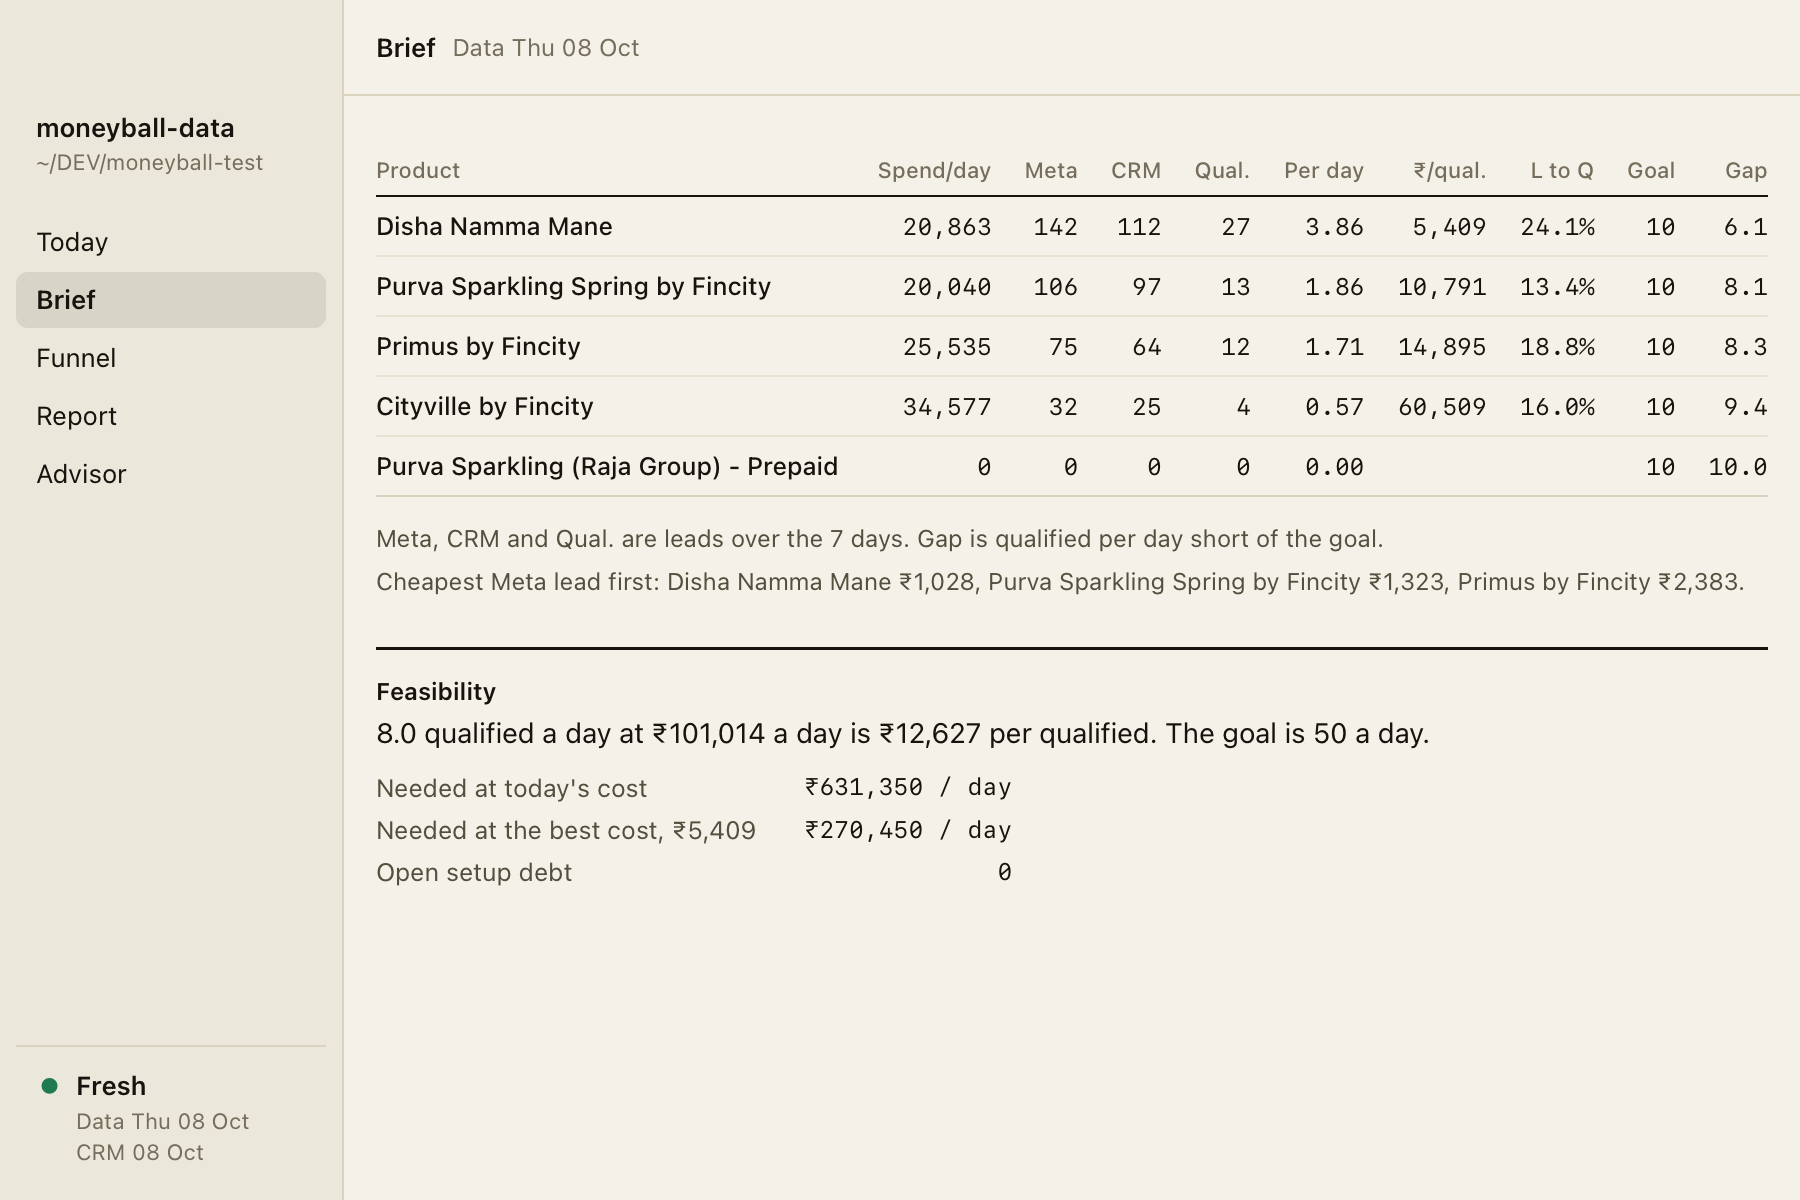 moneyball-data
~/DEV/moneyball-test
Today
Brief
Funnel
Report
Advisor
Fresh
Data Thu 08 Oct
CRM 08 Oct
Brief Data Thu 08 Oct
Product Spend/day Meta CRM Qual. Per day ₹/qual. L to Q Goal Gap
Disha Namma Mane 20,863 142 112 27 3.86 5,409 24.1% 10 6.1
Purva Sparkling Spring by Fincity 20,040 106 97 13 1.86 10,791 13.4% 10 8.1
Primus by Fincity 25,535 75 64 12 1.71 14,895 18.8% 10 8.3
Cityville by Fincity 34,577 32 25 4 0.57 60,509 16.0% 10 9.4
Purva Sparkling (Raja Group) - Prepaid 0 0 0 0 0.00 10 10.0
Meta, CRM and Qual. are leads over the 7 days. Gap is qualified per day short of the goal.
Cheapest Meta lead first: Disha Namma Mane ₹1,028, Purva Sparkling Spring by Fincity ₹1,323, Primus by Fincity ₹2,383.
Feasibility
8.0 qualified a day at ₹101,014 a day is ₹12,627 per qualified. The goal is 50 a day.
Needed at today's cost ₹631,350 / day
Needed at the best cost, ₹5,409 ₹270,450 / day
Open setup debt 0